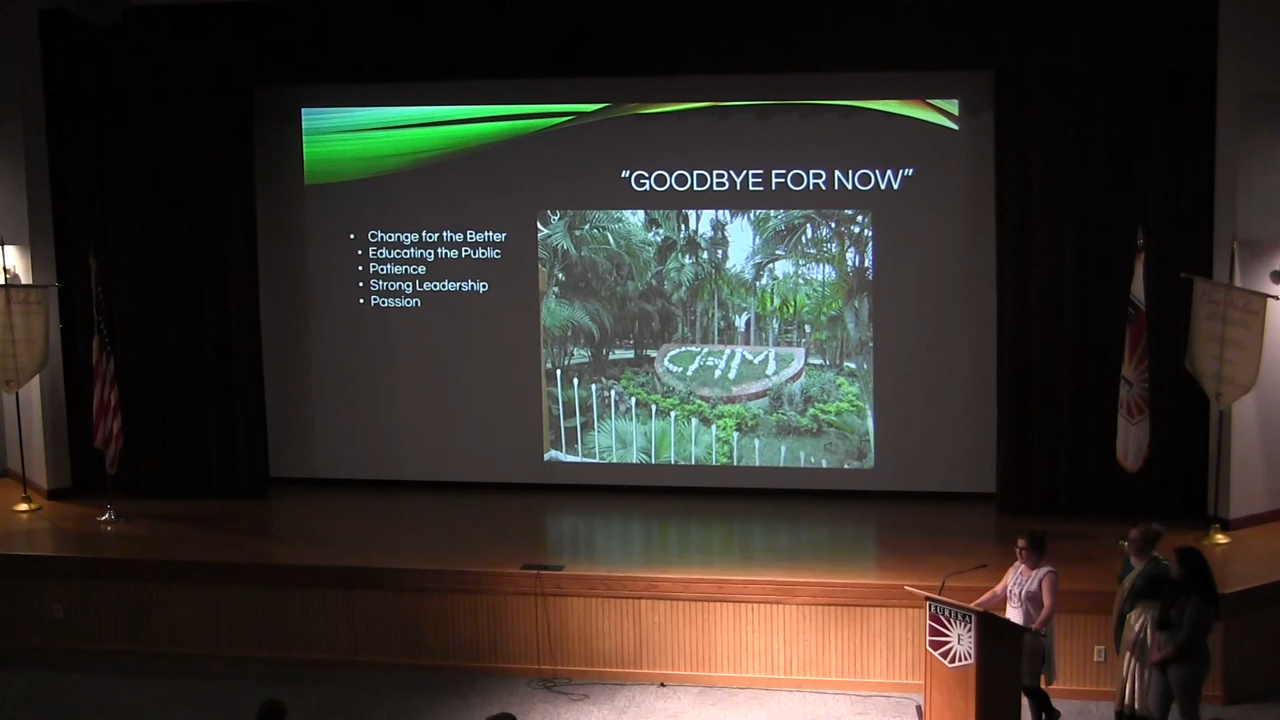 “GOODBYE FOR NOW”
• Change for the Better
• Educating the Public
• Patience
• Strong Leadership
• Passion
CHM
EUREKA
E